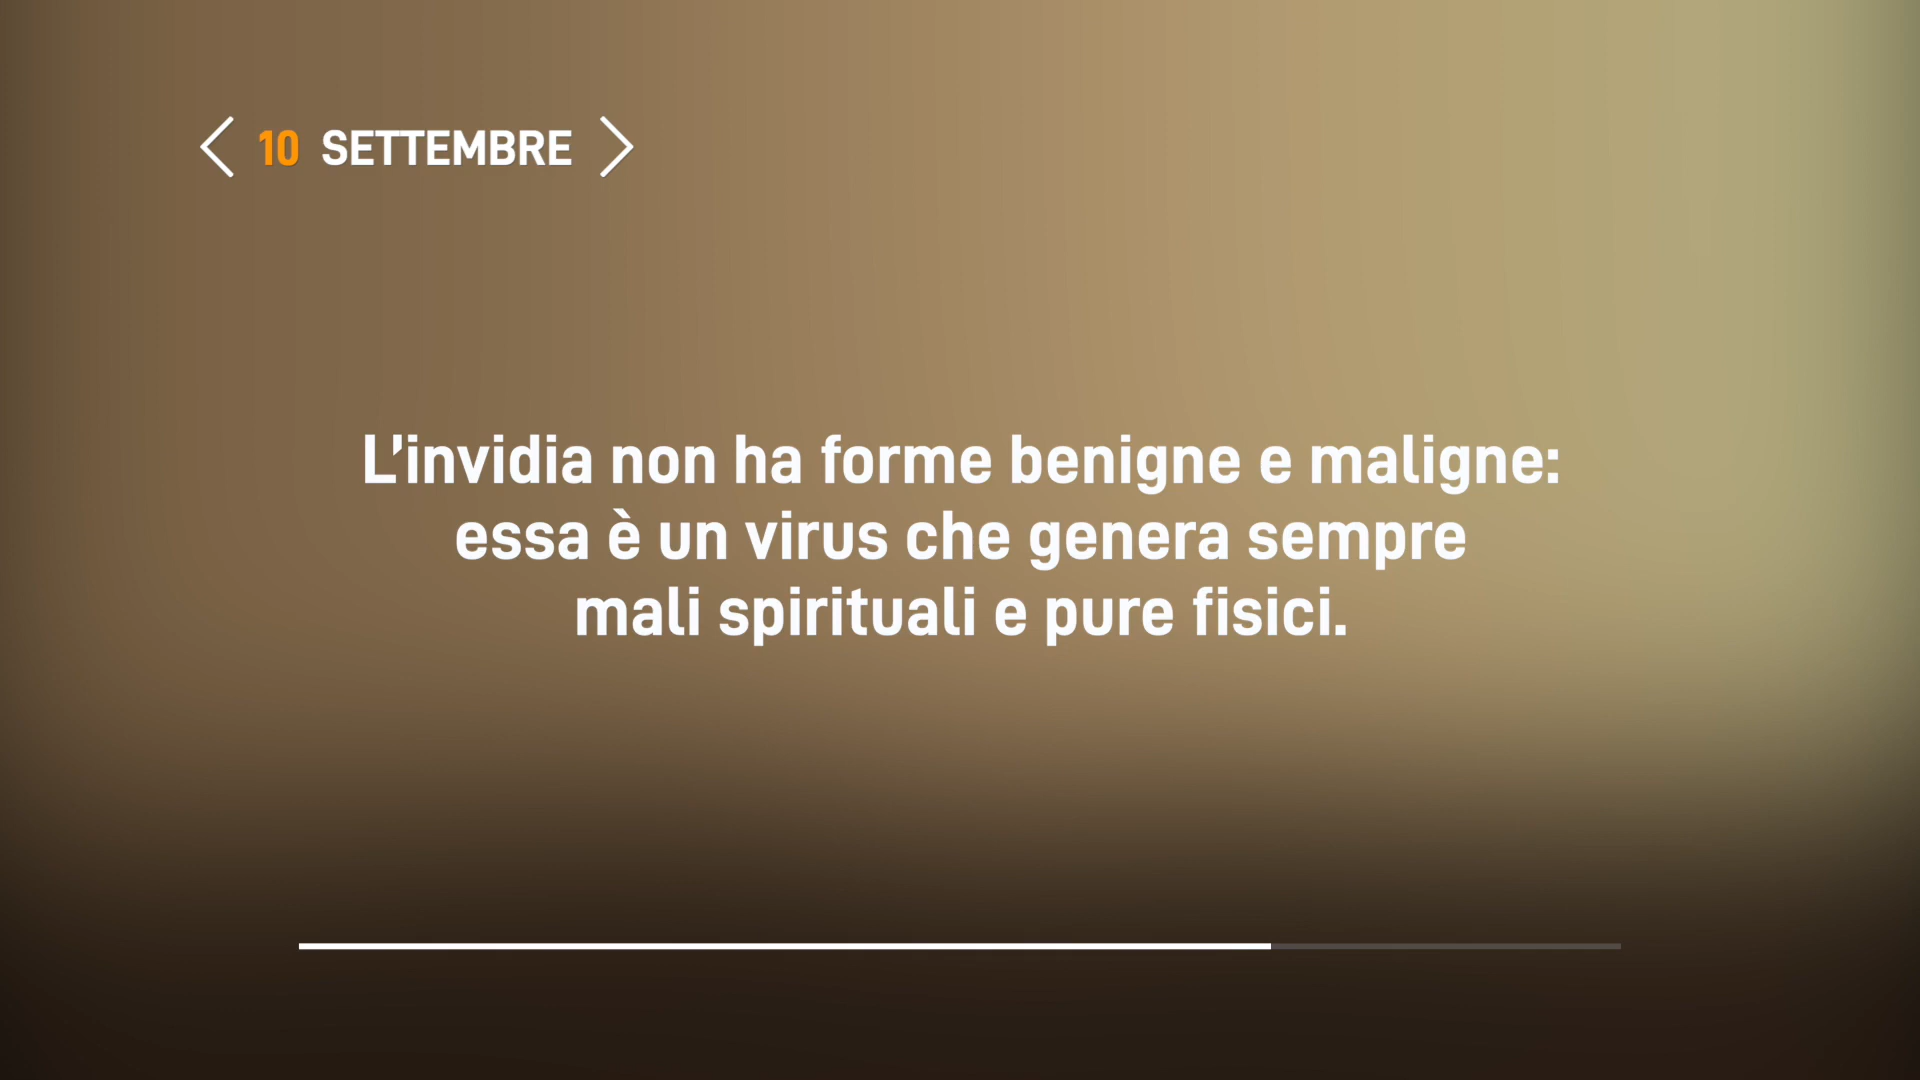 10 SETTEMBRE
L’invidia non ha forme benigne e maligne:
essa è un virus che genera sempre
mali spirituali e pure fisici.